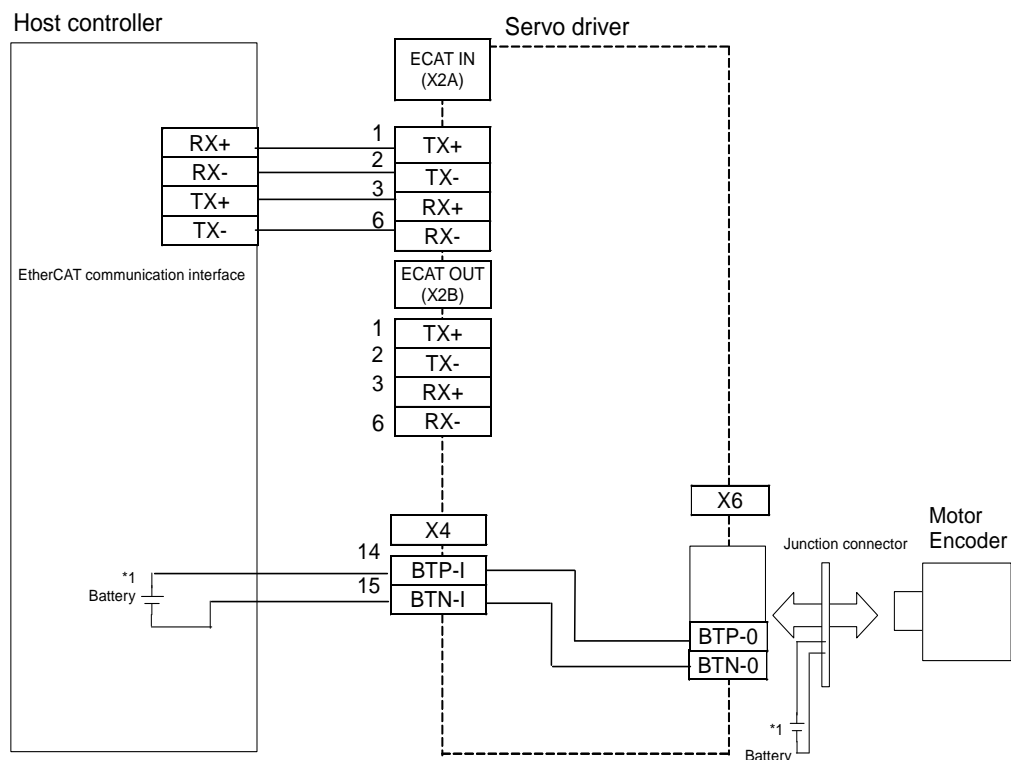 Host controller
Servo driver
ECAT IN
(X2A)
RX+
RX-
TX+
TX-
1
2
3
6
TX+
TX-
RX+
RX-
EtherCAT communication interface
ECAT OUT
(X2B)
1
2
3
6
TX+
TX-
RX+
RX-
X4
14
15
BTP-I
BTN-I
*1
Battery
X6
BTP-0
BTN-0
Junction connector
Motor
Encoder
*1
Battery